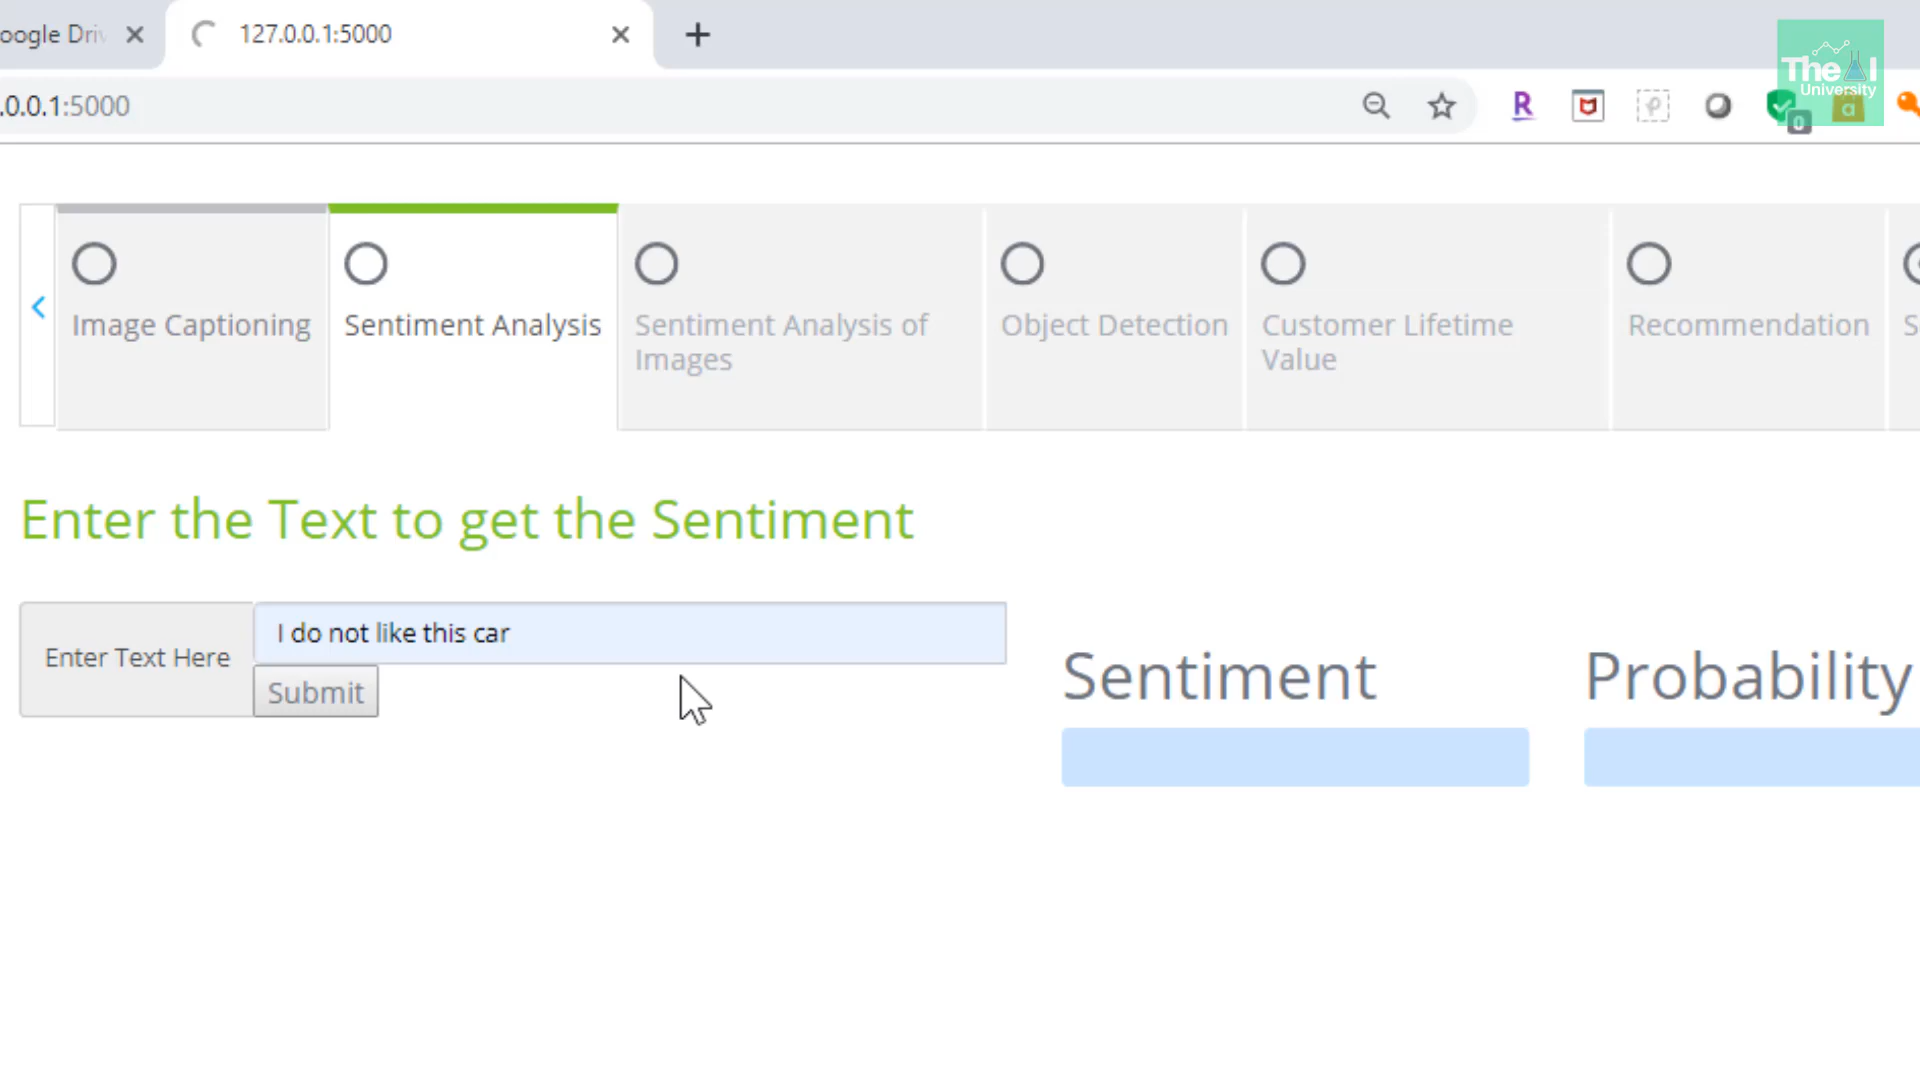 oogle Driv
127.0.0.1:5000
The AI
University
.0.0.1:5000
R
a
0
Image Captioning
Sentiment Analysis
Sentiment Analysis of
Images
Object Detection
Customer Lifetime
Value
Recommendation
S
Enter the Text to get the Sentiment
Enter Text Here
I do not like this car
Submit
Sentiment
Probability